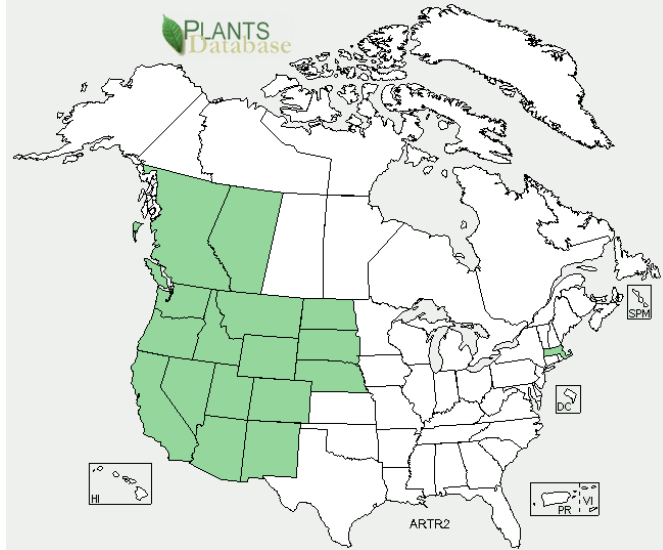 PLANTS
Database
SPM
DC
HI
PR
VI
ARTR2